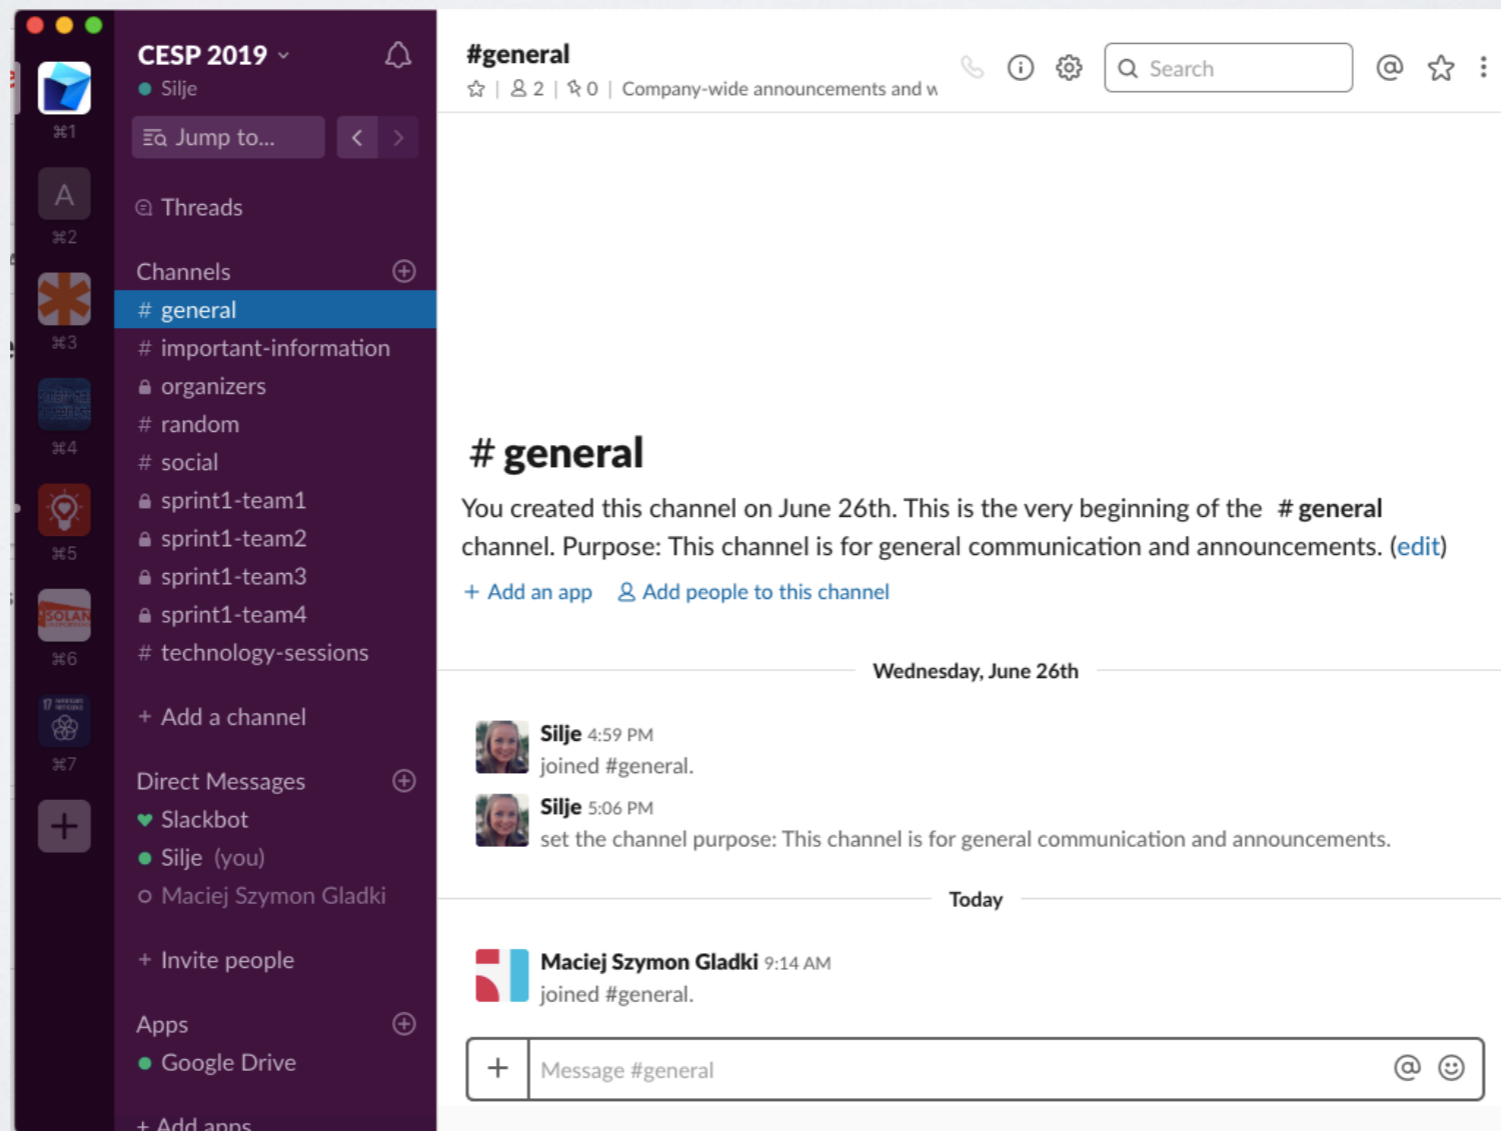 CESP 2019
Silje
Jump to...
Threads
Channels
# general
# important-information
organizers
# random
# social
sprint1-team1
sprint1-team2
sprint1-team3
sprint1-team4
# technology-sessions
+ Add a channel
Direct Messages
Slackbot
Silje (you)
Maciej Szymon Gladki
+ Invite people
Apps
Google Drive
+ Add apps
⌘1
A
⌘2
⌘3
⌘4
⌘5
SOLAN
⌘6
17
⌘7
#general
2 | 0 | Company-wide announcements and w
Search
# general
You created this channel on June 26th. This is the very beginning of the # general
channel. Purpose: This channel is for general communication and announcements. (edit)
+ Add an app Add people to this channel
Wednesday, June 26th
Silje 4:59 PM
joined #general.
Silje 5:06 PM
set the channel purpose: This channel is for general communication and announcements.
Today
Maciej Szymon Gladki 9:14 AM
joined #general.
Message #general